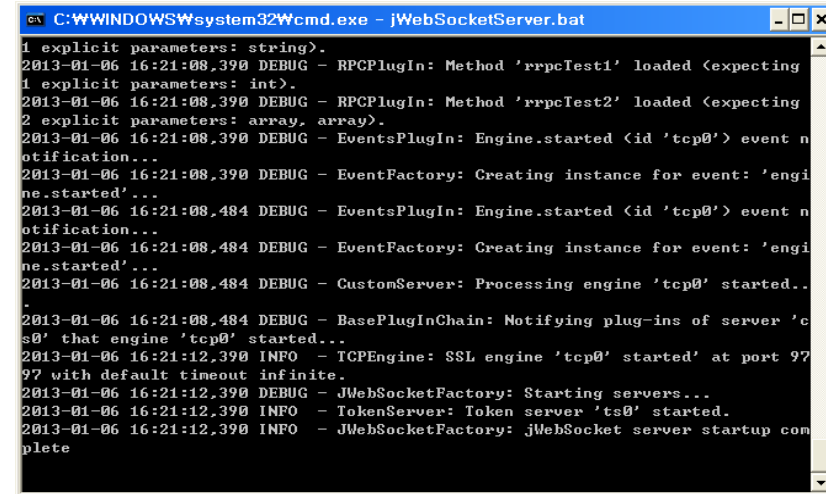 C:₩WINDOWS₩system32₩cmd.exe - jWebSocketServer.bat
1 explicit parameters: string).
2013-01-06 16:21:08,390 DEBUG - RPCPlugIn: Method 'rrpcTest1' loaded (expecting
1 explicit parameters: int).
2013-01-06 16:21:08,390 DEBUG - RPCPlugIn: Method 'rrpcTest2' loaded (expecting
2 explicit parameters: array, array).
2013-01-06 16:21:08,390 DEBUG - EventsPlugIn: Engine.started (id 'tcp0') event n
otification...
2013-01-06 16:21:08,390 DEBUG - EventFactory: Creating instance for event: 'engi
ne.started'...
2013-01-06 16:21:08,484 DEBUG - EventsPlugIn: Engine.started (id 'tcp0') event n
otification...
2013-01-06 16:21:08,484 DEBUG - EventFactory: Creating instance for event: 'engi
ne.started'...
2013-01-06 16:21:08,484 DEBUG - CustomServer: Processing engine 'tcp0' started..
.
2013-01-06 16:21:08,484 DEBUG - BasePlugInChain: Notifying plug-ins of server 'c
s0' that engine 'tcp0' started...
2013-01-06 16:21:12,390 INFO  - TCPEngine: SSL engine 'tcp0' started' at port 97
97 with default timeout infinite.
2013-01-06 16:21:12,390 DEBUG - JWebSocketFactory: Starting servers...
2013-01-06 16:21:12,390 INFO  - TokenServer: Token server 'ts0' started.
2013-01-06 16:21:12,390 INFO  - JWebSocketFactory: jWebSocket server startup com
plete